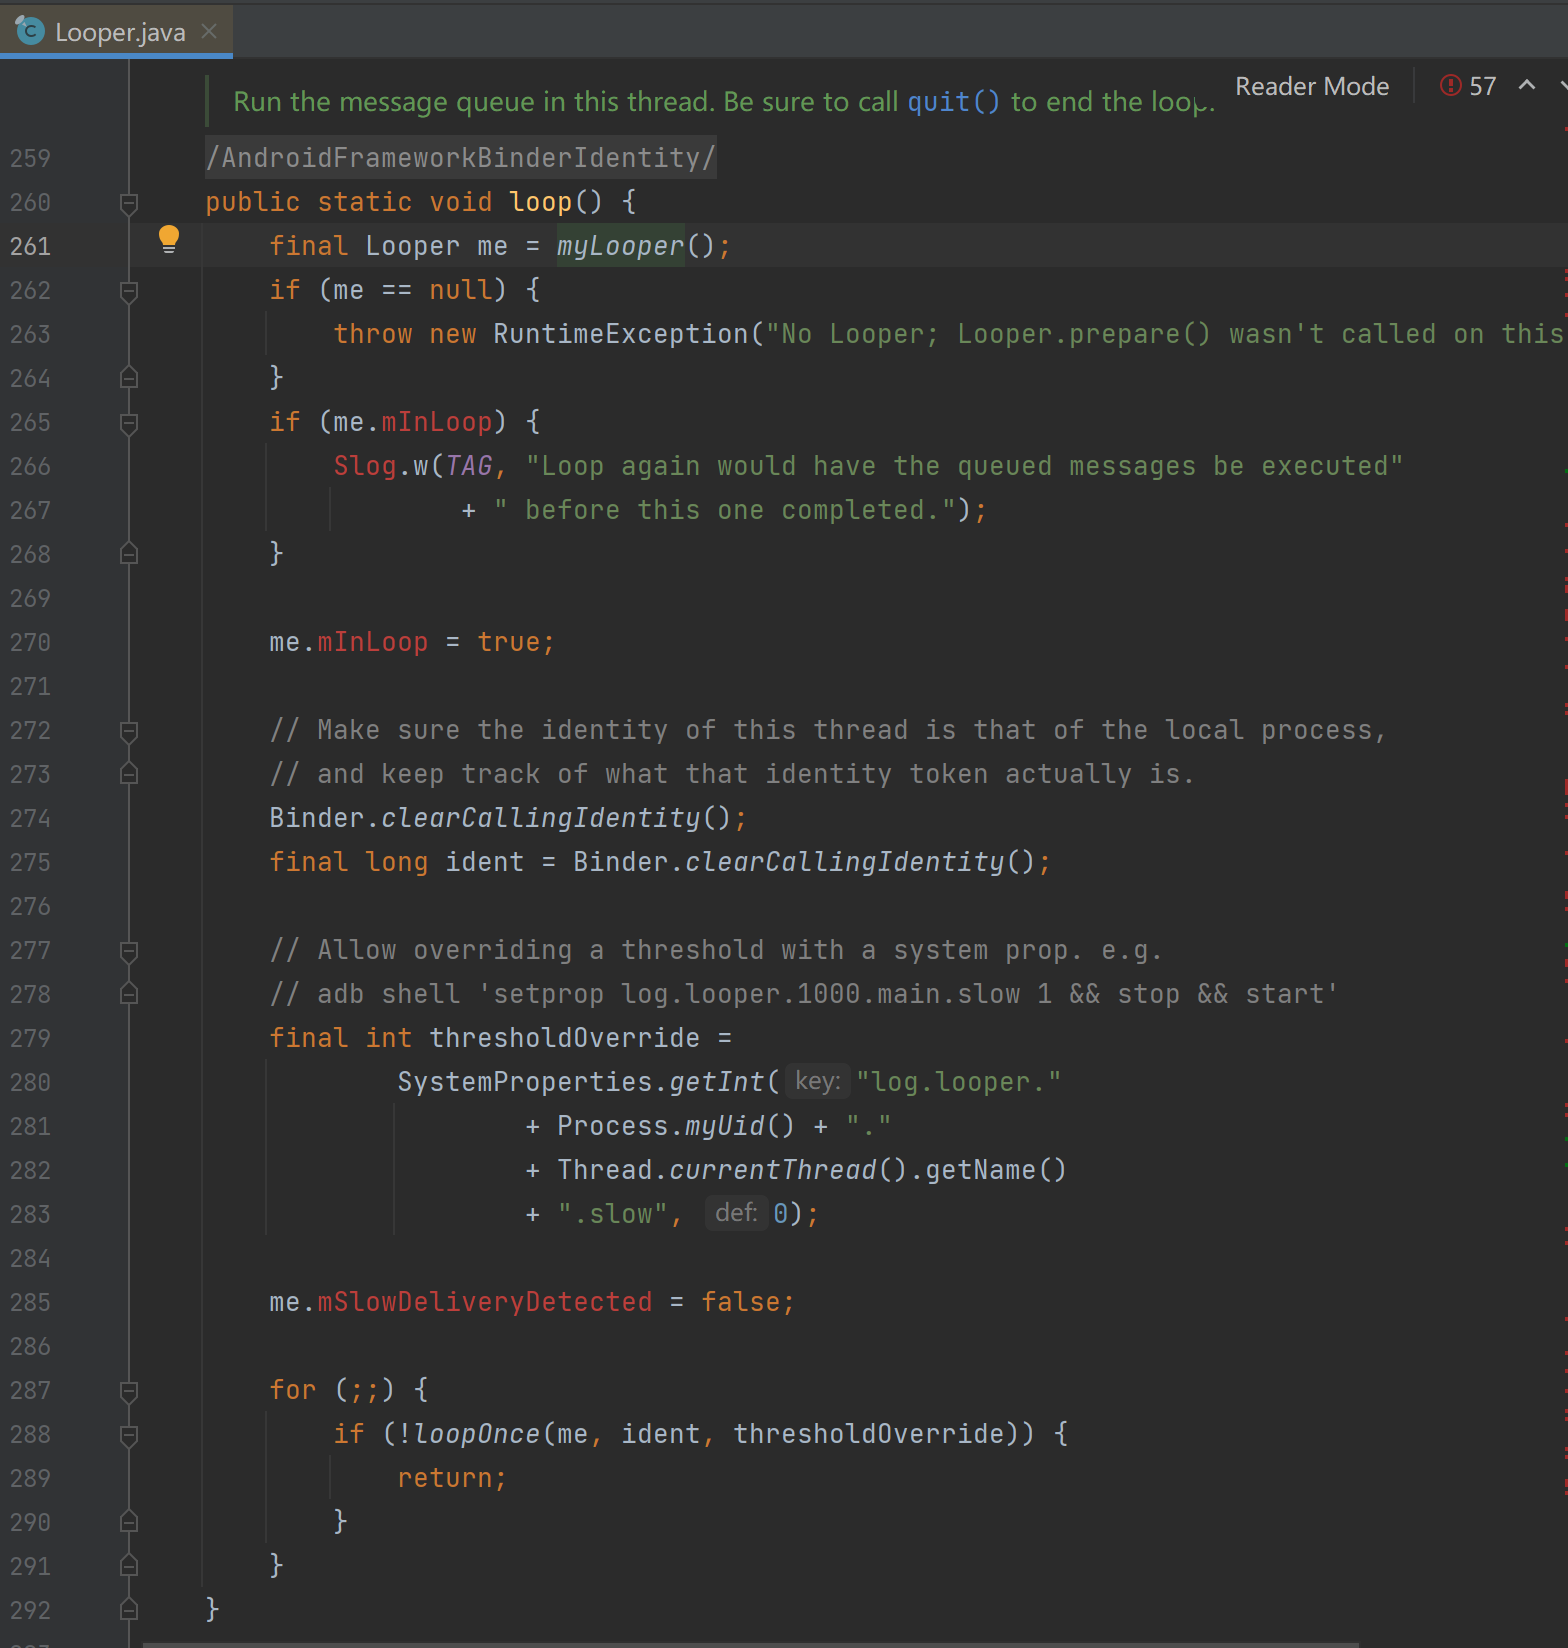 Looper.java
Reader Mode 57
Run the message queue in this thread. Be sure to call quit() to end the loop.
259 /AndroidFrameworkBinderIdentity/
260 public static void loop() {
261 final Looper me = myLooper();
262 if (me == null) {
263 throw new RuntimeException("No Looper; Looper.prepare() wasn't called on this
264 }
265 if (me.mInLoop) {
266 Slog.w(TAG, "Loop again would have the queued messages be executed"
267 + " before this one completed.");
268 }
269
270 me.mInLoop = true;
271
272 // Make sure the identity of this thread is that of the local process,
273 // and keep track of what that identity token actually is.
274 Binder.clearCallingIdentity();
275 final long ident = Binder.clearCallingIdentity();
276
277 // Allow overriding a threshold with a system prop. e.g.
278 // adb shell 'setprop log.looper.1000.main.slow 1 && stop && start'
279 final int thresholdOverride =
280 SystemProperties.getInt( key: "log.looper."
281 + Process.myUid() + "."
282 + Thread.currentThread().getName()
283 + ".slow", def: 0);
284
285 me.mSlowDeliveryDetected = false;
286
287 for (;;) {
288 if (!loopOnce(me, ident, thresholdOverride)) {
289 return;
290 }
291 }
292 }